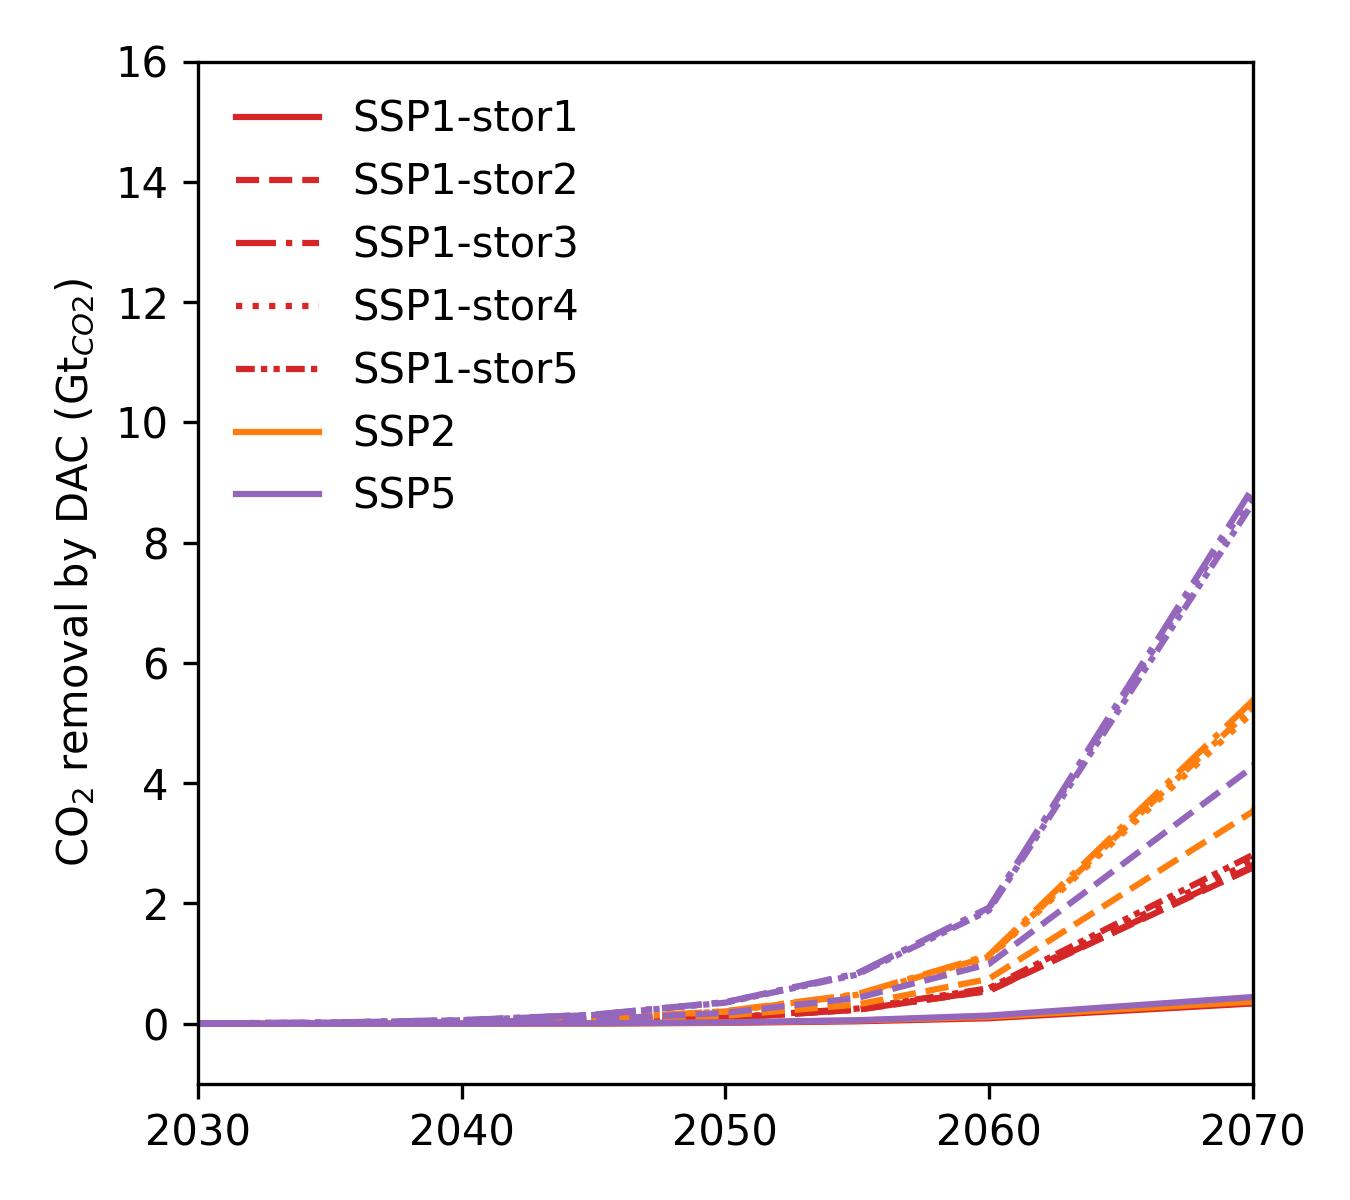 16
14
12
10
8
6
4
2
0
CO₂ removal by DAC (Gt_CO2)
SSP1-stor1
SSP1-stor2
SSP1-stor3
SSP1-stor4
SSP1-stor5
SSP2
SSP5
2030 2040 2050 2060 2070